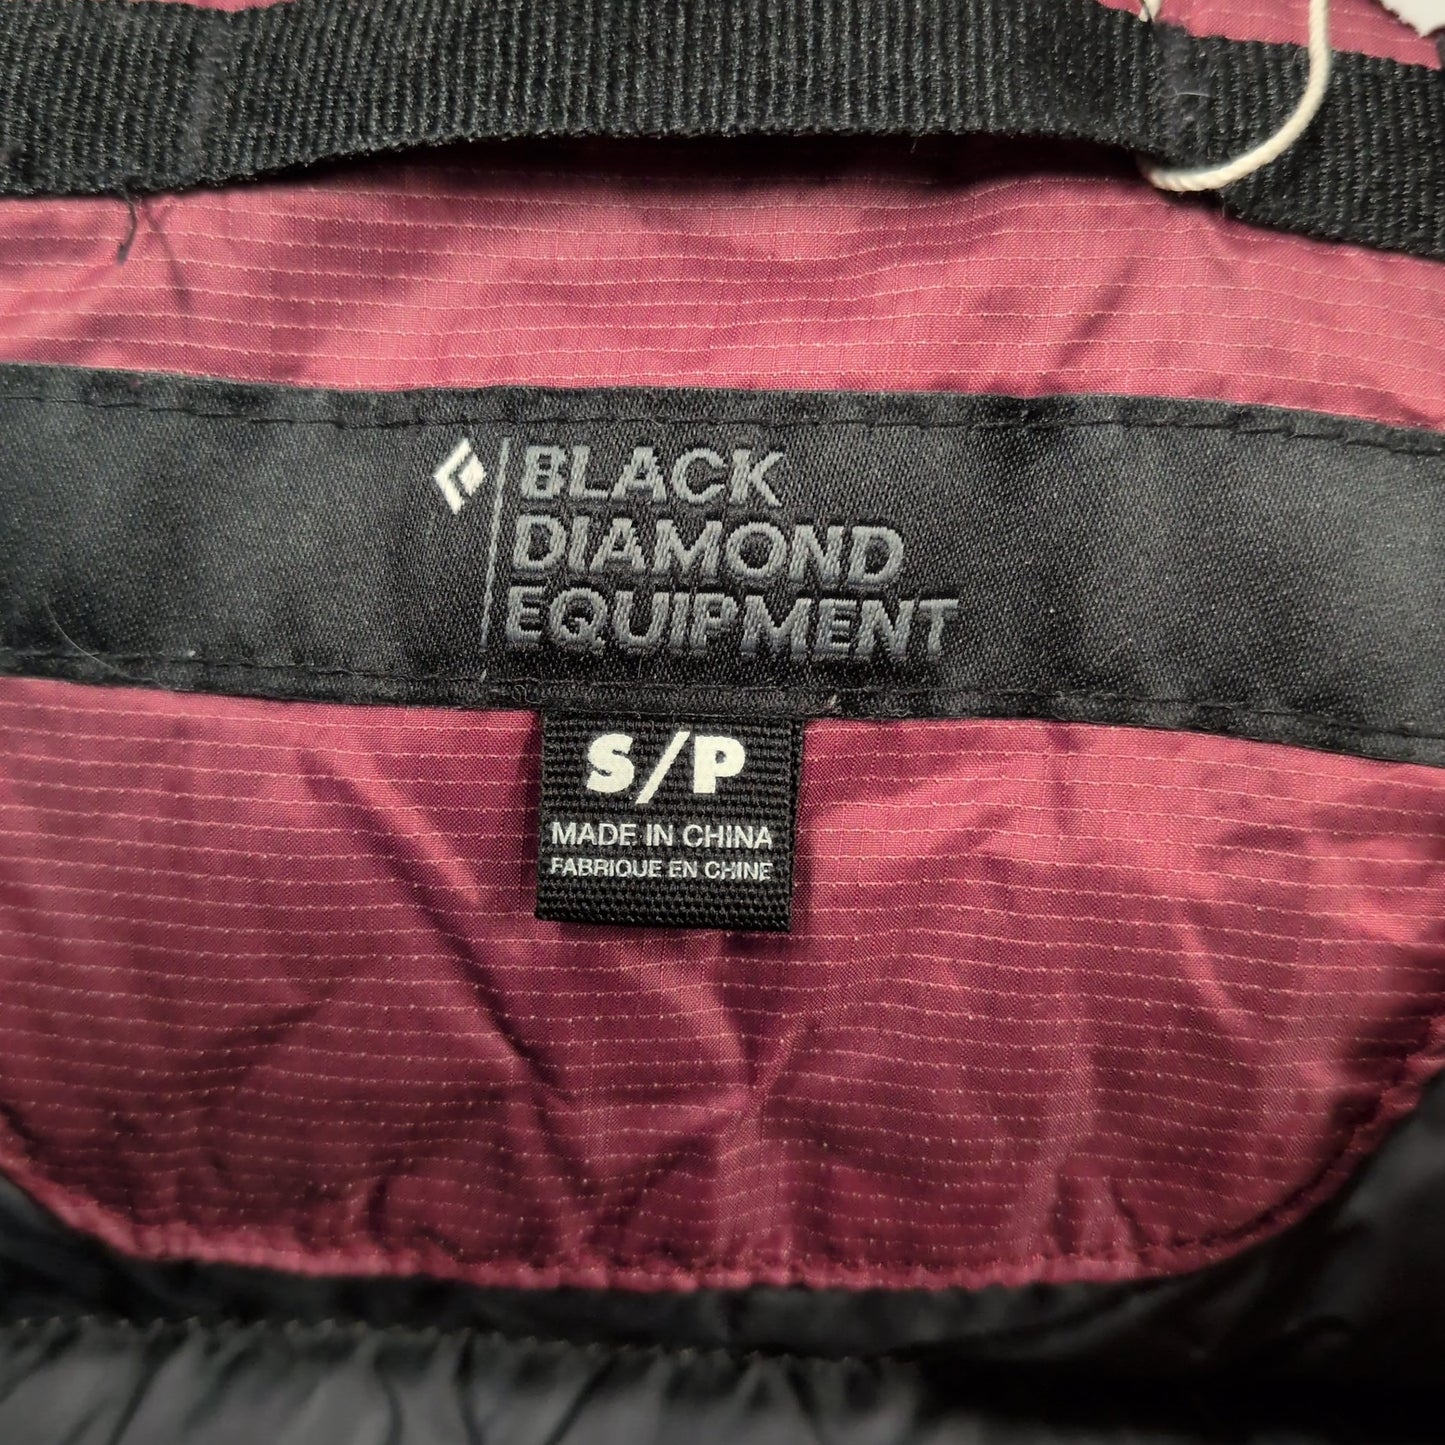 BLACK
DIAMOND
EQUIPMENT
S/P
MADE IN CHINA
FABRIQUE EN CHINE